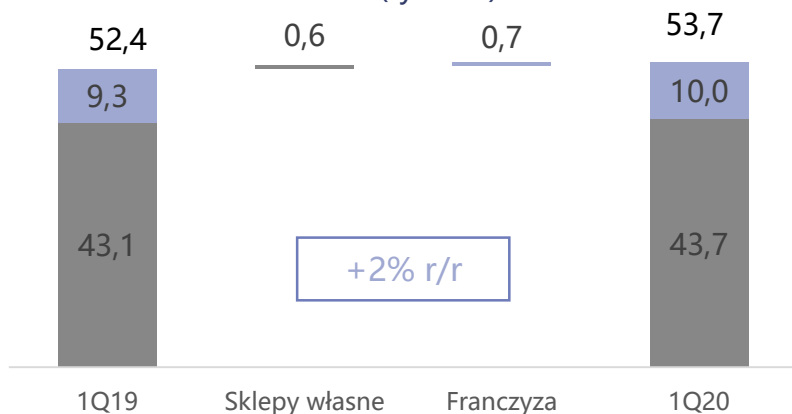 52,4
0,6
0,7
53,7
9,3
10,0
43,1
43,7
+2% r/r
1Q19
Sklepy własne
Franczyza
1Q20